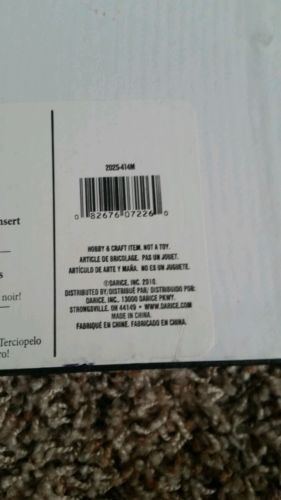 2025-414M
0 82676 07226 0
HOBBY & CRAFT ITEM. NOT A TOY.
ARTICLE DE BRICOLAGE. PAS UN JOUET.
ARTÍCULO DE ARTE Y MAÑA. NO ES UN JUGUETE.
©DARICE, INC. 2010.
DISTRIBUTED BY/DISTRIBUÉ PAR/ DISTRIBUIDO POR:
DARICE, INC., 13000 DARICE PKWY.
STRONGSVILLE, OH 44149 • WWW.DARICE.COM
MADE IN CHINA.
FABRIQUÉ EN CHINE. FABRICADO EN CHINA.
nsert
s
noir!
Terciopelo
ro!